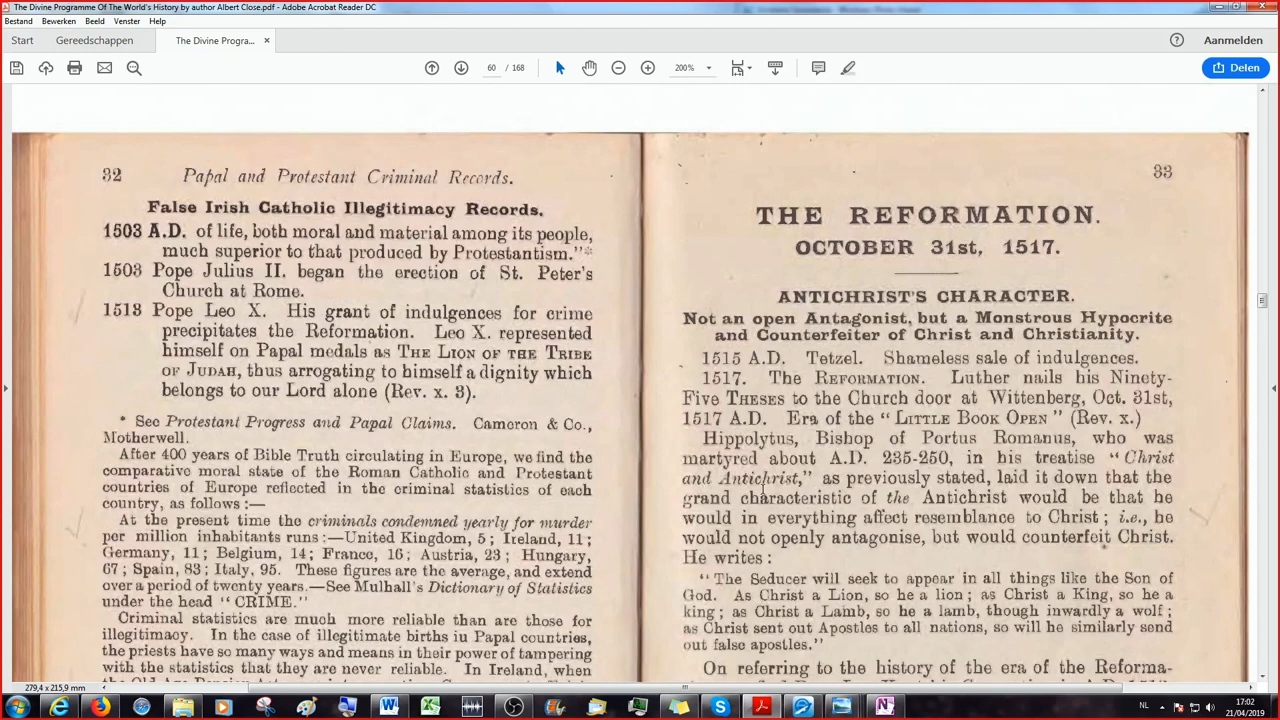 The Divine Programme Of The World's History by author Albert Close.pdf - Adobe Acrobat Reader DC
Bestand Bewerken Beeld Venster Help
Start Gereedschappen The Divine Progra... × Aanmelden
60 / 168 200% Delen
32 Papal and Protestant Criminal Records.
False Irish Catholic Illegitimacy Records.
1503 A.D. of life, both moral and material among its people,
much superior to that produced by Protestantism."*
1503 Pope Julius II. began the erection of St. Peter's
Church at Rome.
1513 Pope Leo X. His grant of indulgences for crime
precipitates the Reformation. Leo X. represented
himself on Papal medals as THE LION OF THE TRIBE
OF JUDAH, thus arrogating to himself a dignity which
belongs to our Lord alone (Rev. x. 3).
* See Protestant Progress and Papal Claims. Cameron & Co.,
Motherwell.
After 400 years of Bible Truth circulating in Europe, we find the
comparative moral state of the Roman Catholic and Protestant
countries of Europe reflected in the criminal statistics of each
country, as follows :—
At the present time the criminals condemned yearly for murder
per million inhabitants runs :—United Kingdom, 5 ; Ireland, 11 ;
Germany, 11 ; Belgium, 14 ; France, 16 ; Austria, 23 ; Hungary,
67 ; Spain, 83 ; Italy, 95. These figures are the average, and extend
over a period of twenty years.—See Mulhall's Dictionary of Statistics
under the head "CRIME."
Criminal statistics are much more reliable than are those for
illegitimacy. In the case of illegitimate births in Papal countries,
the priests have so many ways and means in their power of tampering
with the statistics that they are never reliable. In Ireland, when
33
THE REFORMATION.
OCTOBER 31st, 1517.
ANTICHRIST'S CHARACTER.
Not an open Antagonist, but a Monstrous Hypocrite
and Counterfeiter of Christ and Christianity.
1515 A.D. Tetzel. Shameless sale of indulgences.
1517. The REFORMATION. Luther nails his Ninety-
Five THESES to the Church door at Wittenberg, Oct. 31st,
1517 A.D. Era of the "LITTLE BOOK OPEN" (Rev. x.)
Hippolytus, Bishop of Portus Romanus, who was
martyred about A.D. 235-250, in his treatise "Christ
and Antichrist," as previously stated, laid it down that the
grand characteristic of the Antichrist would be that he
would in everything affect resemblance to Christ ; i.e., he
would not openly antagonise, but would counterfeit Christ.
He writes :
"The Seducer will seek to appear in all things like the Son of
God. As Christ a Lion, so he a lion ; as Christ a King, so he a
king ; as Christ a Lamb, so he a lamb, though inwardly a wolf ;
as Christ sent out Apostles to all nations, so will he similarly send
out false apostles."
On referring to the history of the era of the Reforma-
279,4 x 215,9 mm
NL 17:02
21/04/2019